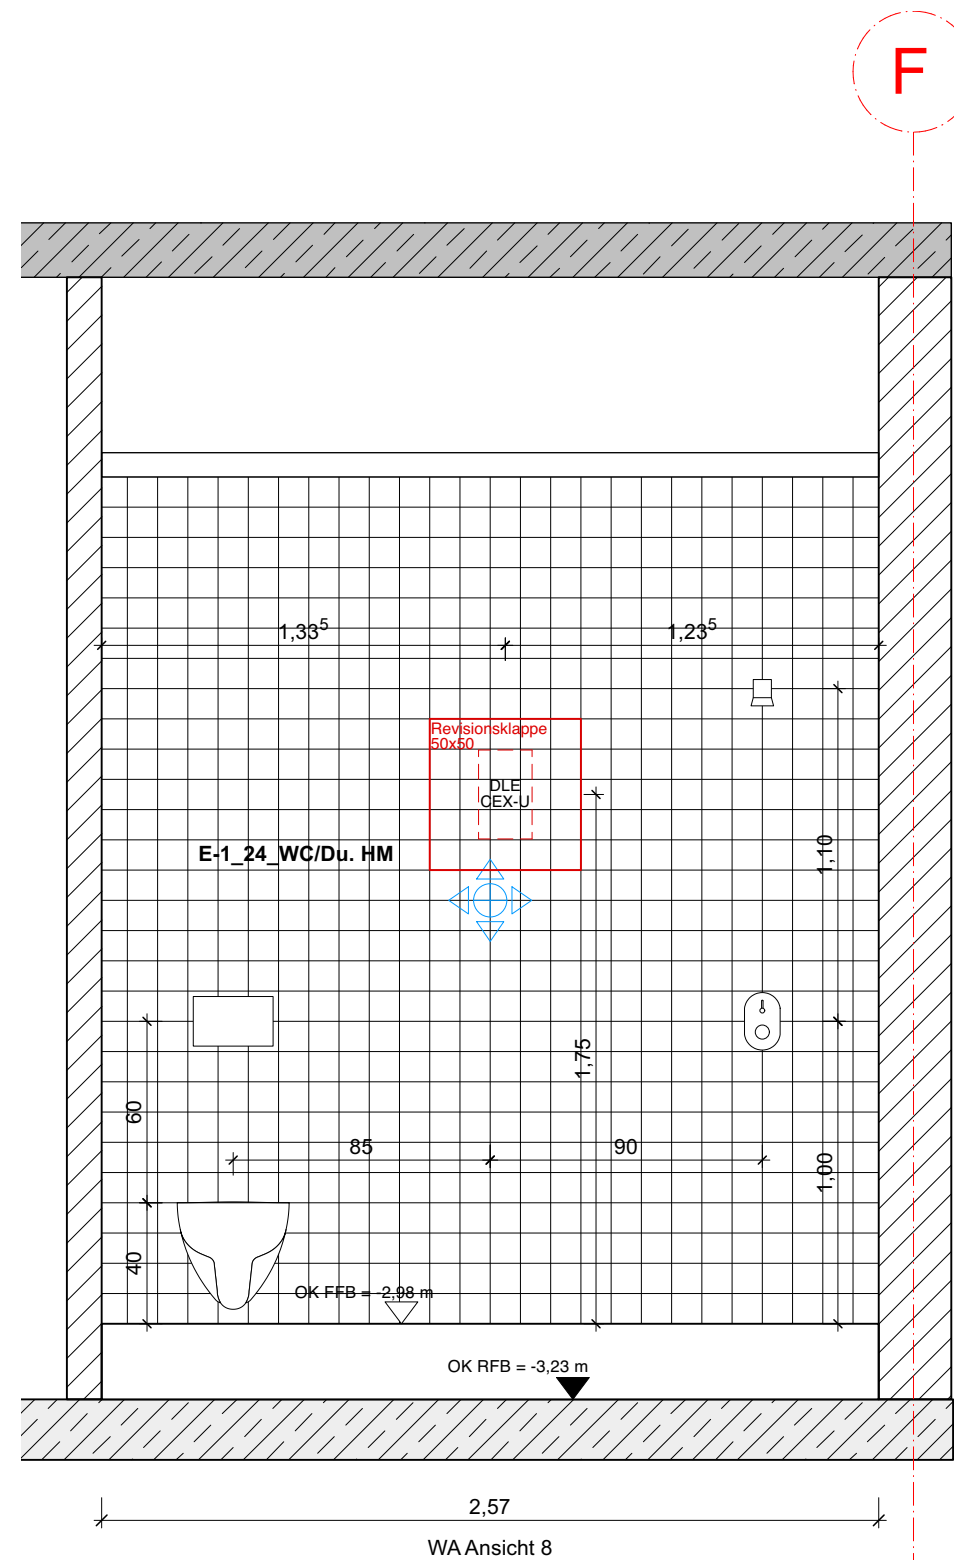 F
1,33⁵
1,23⁵
Revisionsklappe
50x50
DLE
CEX-U
E-1_24_WC/Du. HM
1,10
1,75
60
85
90
1,00
40
OK FFB = -2,98 m
OK RFB = -3,23 m
2,57
WA Ansicht 8